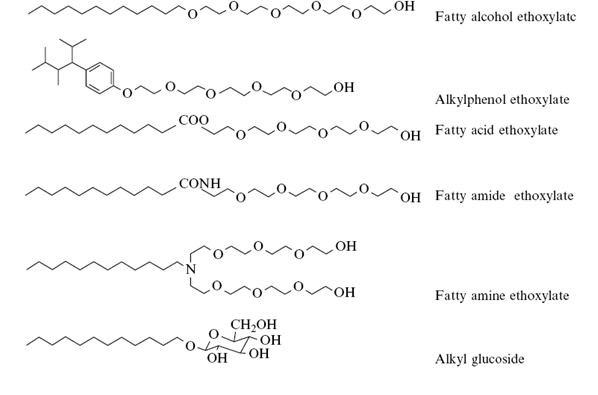 O O O O O OH Fatty alcohol ethoxylatc
O O O O O OH Alkylphenol ethoxylate
COO O O O O OH Fatty acid ethoxylate
CONH O O O O OH Fatty amide ethoxylate
O O O OH
N
O O O OH Fatty amine ethoxylate
CH₂OH
O OH
O OH OH Alkyl glucoside